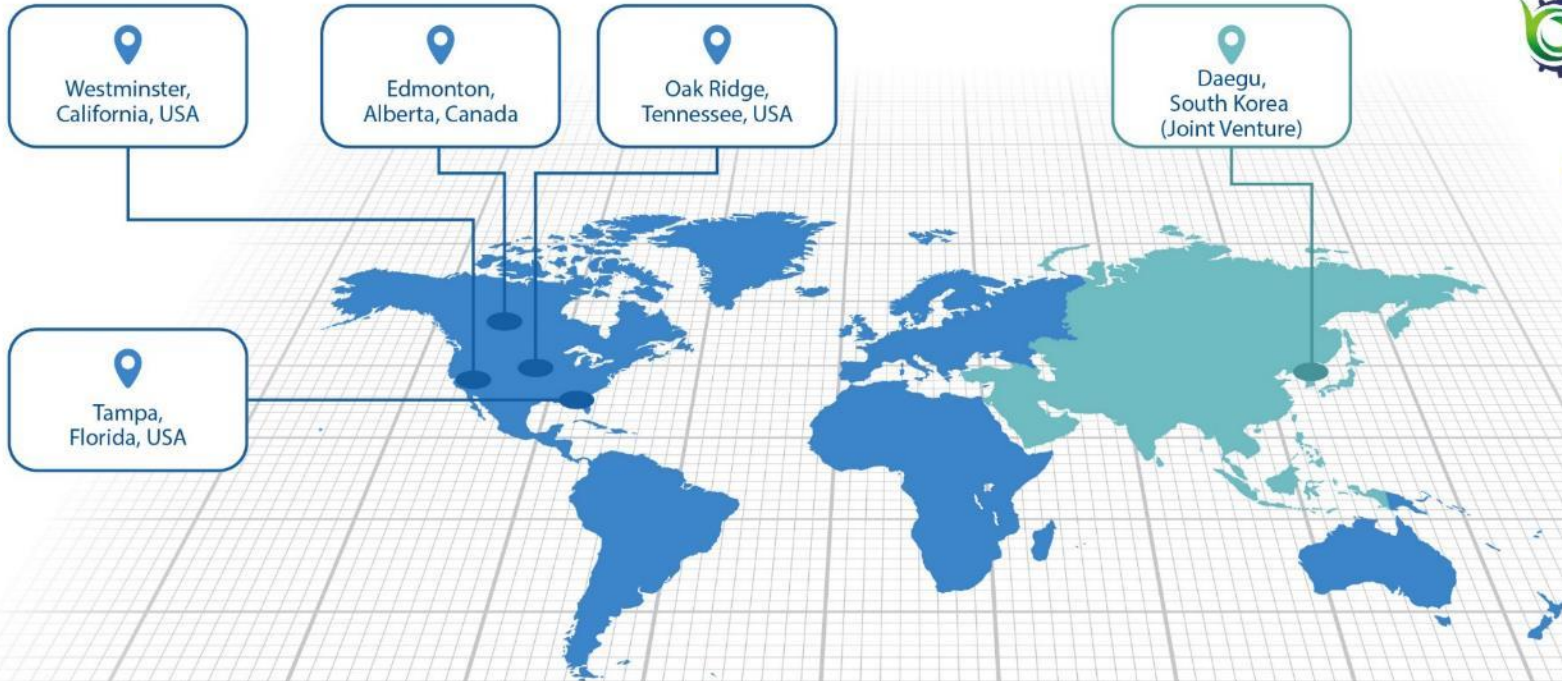 Westminster,
California, USA
Edmonton,
Alberta, Canada
Oak Ridge,
Tennessee, USA
Daegu,
South Korea
(Joint Venture)
Tampa,
Florida, USA